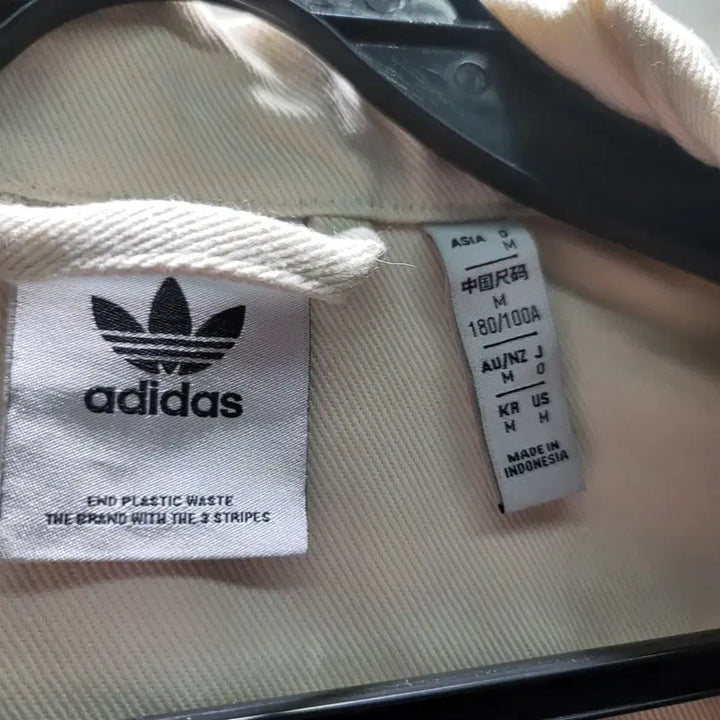 adidas
END PLASTIC WASTE
THE BRAND WITH THE 3 STRIPES
ASIA D
M
中国尺码
M
180/100A
AU/NZ J
M O
KR US
M M
MADE IN
INDONESIA